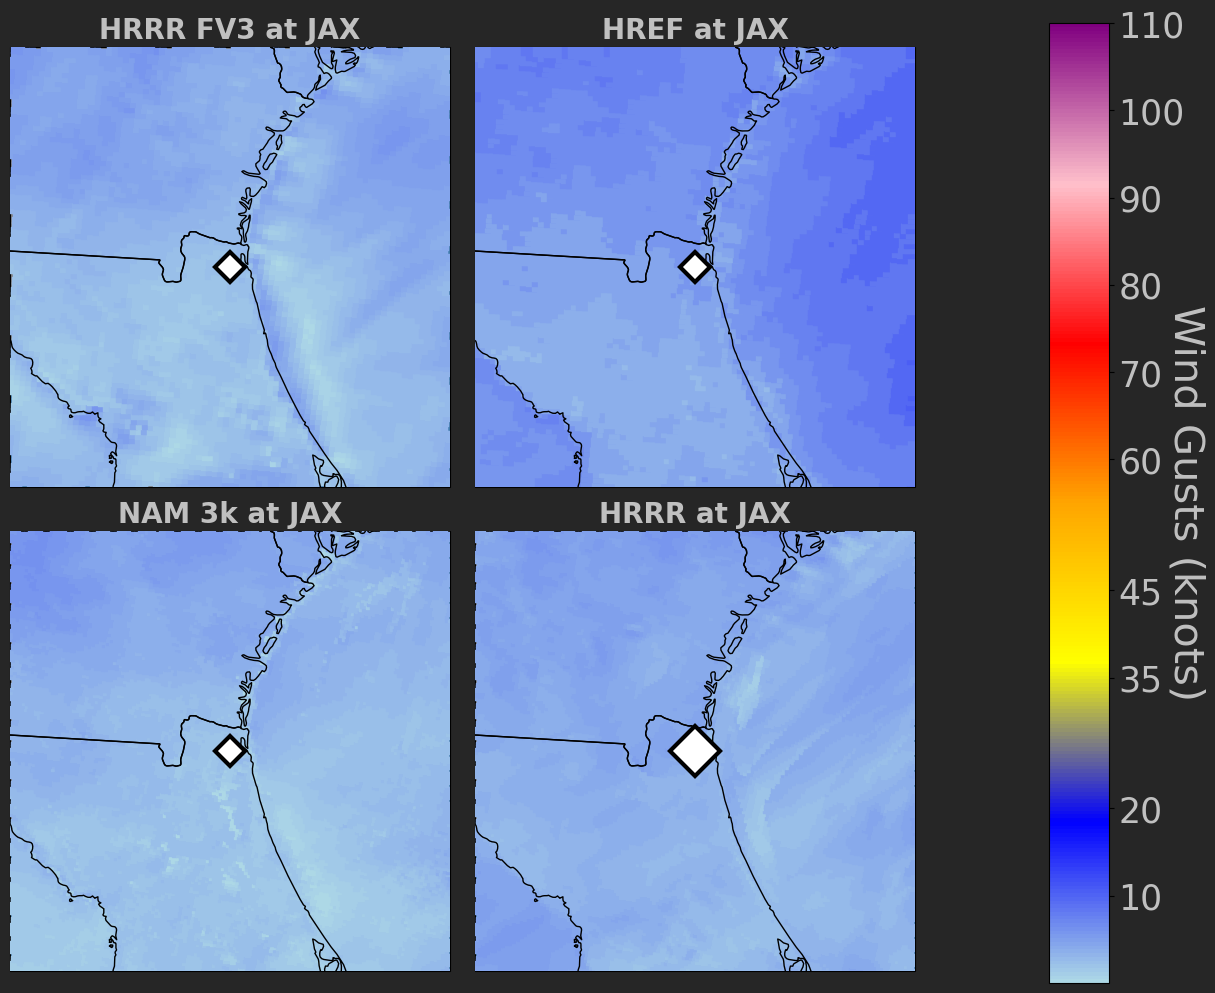 HRRR FV3 at JAX
HREF at JAX
NAM 3k at JAX
HRRR at JAX
110
100
90
80
70
60
45
35
20
10
Wind Gusts (knots)